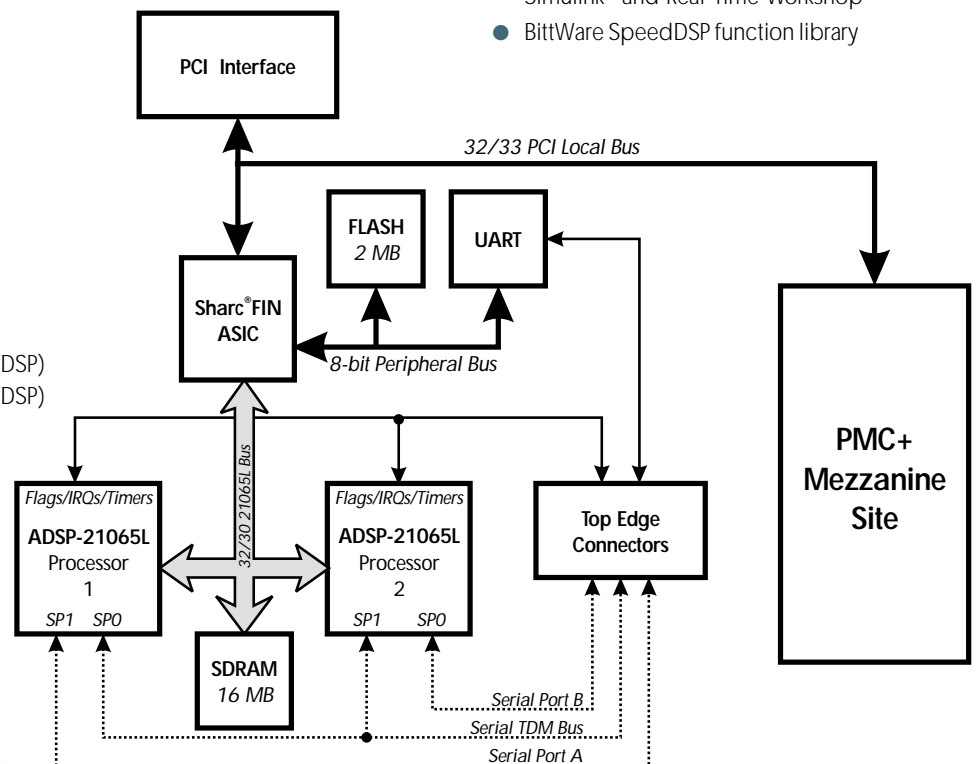 Simulink® and Real-Time Workshop
BittWare SpeedDSP function library
PCI Interface
32/33 PCI Local Bus
FLASH
2 MB
UART
Sharc®FIN
ASIC
8-bit Peripheral Bus
DSP)
DSP)
PMC+
Mezzanine
Site
32/30 21065L Bus
Flags/IRQs/Timers
ADSP-21065L
Processor
1
SP1 SP0
Flags/IRQs/Timers
ADSP-21065L
Processor
2
SP1 SP0
Top Edge
Connectors
SDRAM
16 MB
Serial Port B
Serial TDM Bus
Serial Port A